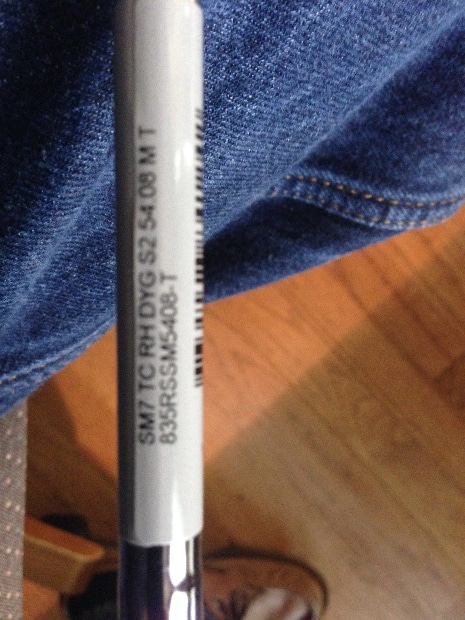 SM7 TC RH DYG S2 54 08 M T
835RSSM5408-T